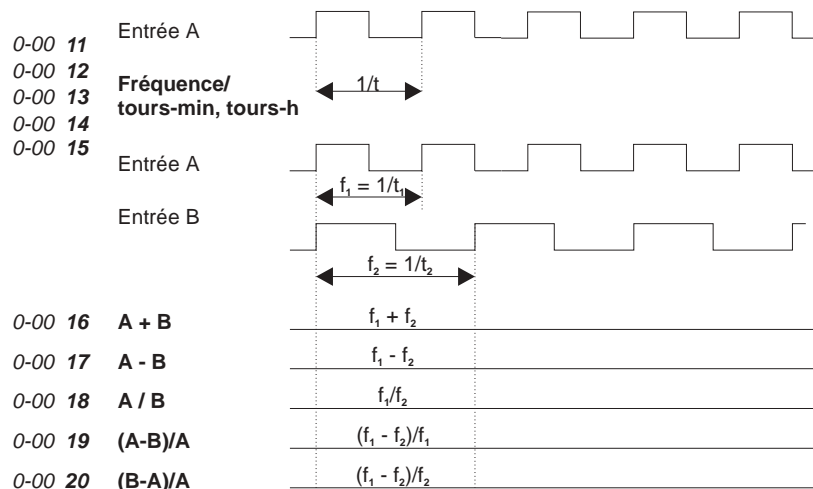 Entrée A
0-00 11
0-00 12
0-00 13
0-00 14
0-00 15
Fréquence/
tours-min, tours-h
1/t
Entrée A
f₁ = 1/t₁
Entrée B
f₂ = 1/t₂
0-00 16 A + B f₁ + f₂
0-00 17 A - B f₁ - f₂
0-00 18 A / B f₁/f₂
0-00 19 (A-B)/A (f₁ - f₂)/f₁
0-00 20 (B-A)/A (f₁ - f₂)/f₂